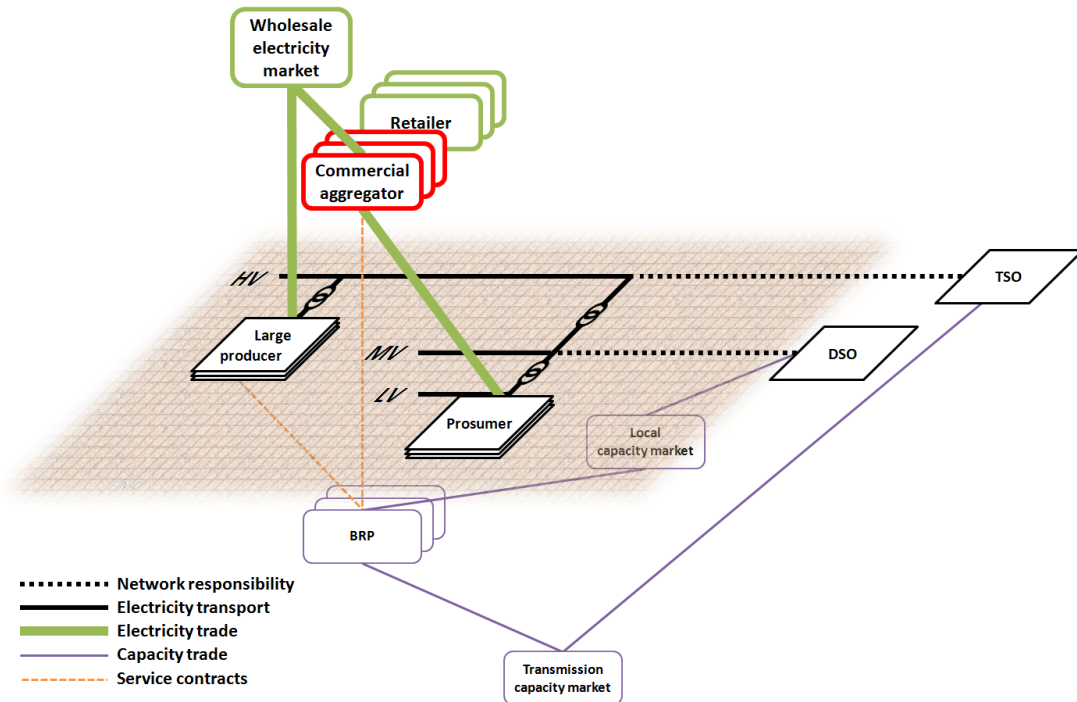 Wholesale
electricity
market
Retailer
Commercial
aggregator
HV
TSO
Large
producer
MV
DSO
LV
Prosumer
Local
capacity market
BRP
Network responsibility
Electricity transport
Electricity trade
Capacity trade
Service contracts
Transmission
capacity market